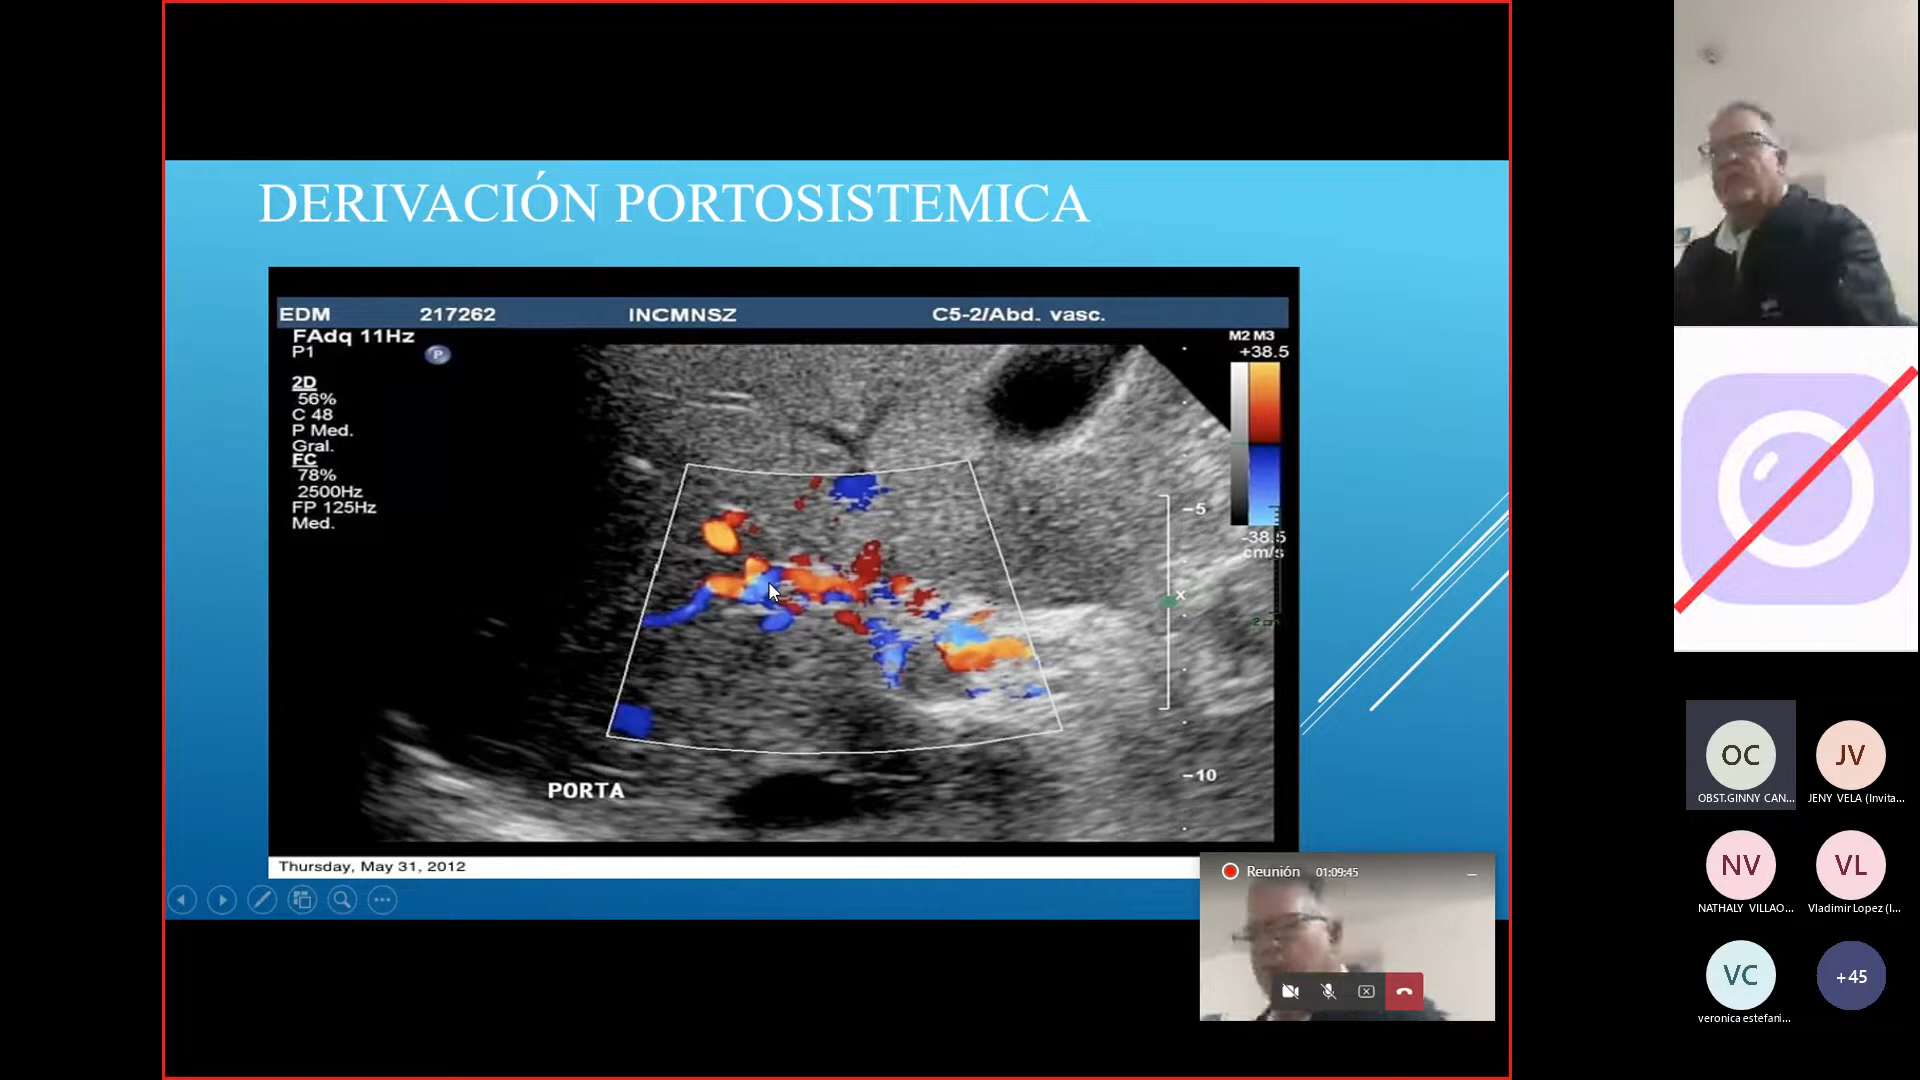 DERIVACIÓN PORTOSISTEMICA
EDM 217262 INCMNSZ C5-2/Abd. vasc.
FAdq 11Hz
P1
P
2D
56%
C 48
P Med.
Gral.
FC
78%
2500Hz
FP 125Hz
Med.
M2 M3
+38.5
-38.5
cm/s
-5
x
2 cm
-10
PORTA
Thursday, May 31, 2012
Reunión 01:09:45
OC
OBST.GINNY CAN...
JV
JENY VELA (Invita...
NV
NATHALY VILLAO...
VL
Vladimir Lopez (I...
VC
veronica estefani...
+45